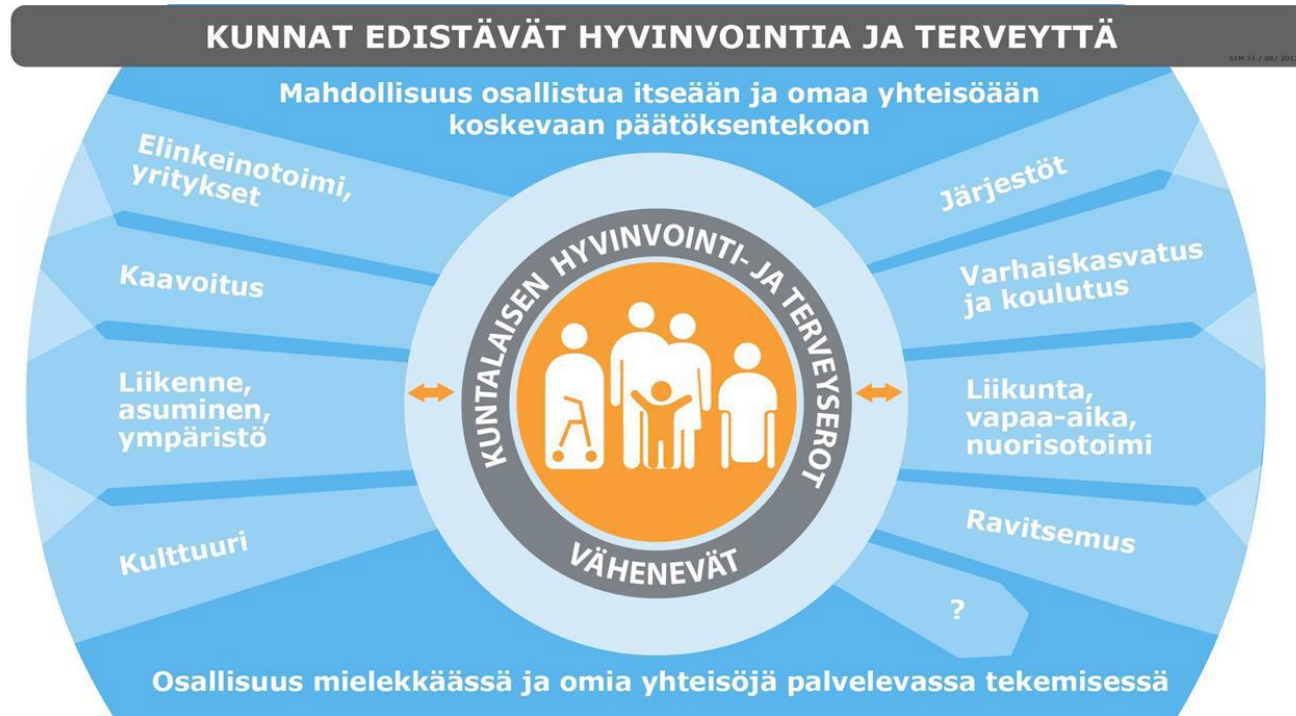 KUNNAT EDISTÄVÄT HYVINVOINTIA JA TERVEYTTÄ
Mahdollisuus osallistua itseään ja omaa yhteisöään
koskevaan päätöksentekoon
Elinkeinotoimi,
yritykset
Kaavoitus
Liikenne,
asuminen,
ympäristö
Kulttuuri
KUNTALAISEN HYVINVOINTI- JA TERVEYSEROT
VÄHENEVÄT
Järjestöt
Varhaiskasvatus
ja koulutus
Liikunta,
vapaa-aika,
nuorisotoimi
Ravitsemus
?
Osallisuus mielekkäässä ja omia yhteisöjä palvelevassa tekemisessä